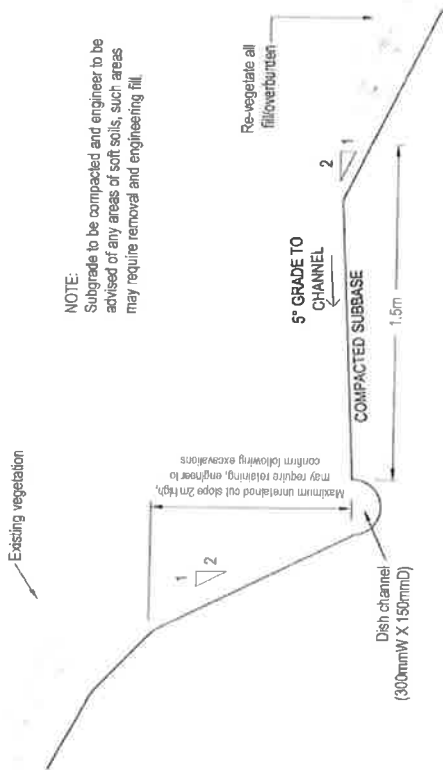 Existing vegetation
NOTE:
Subgrade to be compacted and engineer to be
advised of any areas of soft soils, such areas
may require removal and engineering fill.
1
2
Maximum unretained cut slope 2m high,
may require retaining, engineer to
confirm following excavations
Dish channel
(300mmW X 150mmD)
5° GRADE TO
CHANNEL
COMPACTED SUBBASE
1.5m
2
1
Re-vegetate all
fill/overburden